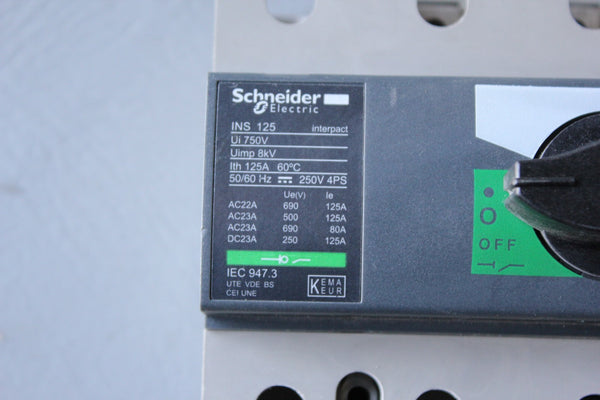 Schneider
Electric
INS 125 interpact
Ui 750V
Uimp 8kV
Ith 125A 60ºC
50/60 Hz ⎓ 250V 4PS
Ue(V) Ie
AC22A 690 125A
AC23A 500 125A
AC23A 690 80A
DC23A 250 125A
IEC 947.3
UTE VDE BS
CEI UNE
KEMA
KEUR
O
OFF